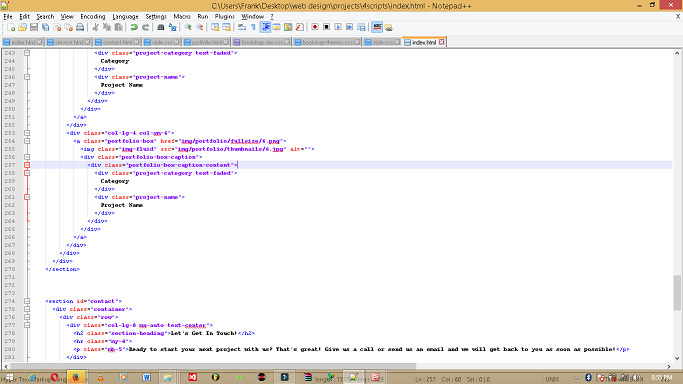 C:\Users\Frank\Desktop\web design\projects\4scripts\index.html - Notepad++
File Edit Search View Encoding Language Settings Macro Run Plugins Window ?
index.html service.html contact.html style.css portfolio.html bootstrap.min.css bootstrap-themes.css style.css index.html
243 <div class="project-category text-faded">
244 Category
245 </div>
246 <div class="project-name">
247 Project Name
248 </div>
249 </div>
250 </div>
251 </a>
252 </div>
253 <div class="col-lg-4 col-sm-6">
254 <a class="portfolio-box" href="img/portfolio/fullsize/6.png">
255 <img class="img-fluid" src="img/portfolio/thumbnails/6.jpg" alt="">
256 <div class="portfolio-box-caption">
257 <div class="portfolio-box-caption-content">
258 <div class="project-category text-faded">
259 Category
260 </div>
261 <div class="project-name">
262 Project Name
263 </div>
264 </div>
265 </div>
266 </a>
267 </div>
268 </div>
269 </div>
270 </section>
271
272
273
274 <section id="contact">
275 <div class="container">
276 <div class="row">
277 <div class="col-lg-8 mx-auto text-center">
278 <h2 class="section-heading">Let's Get In Touch!</h2>
279 <hr class="my-4">
280 <p class="mb-5">Ready to start your next project with us? That's great! Give us a call or send us an email and we will get back to you as soon as possible!</p>
281 </div>
Ln : 257 Col : 60 Sel : 0 | 0
UNIX